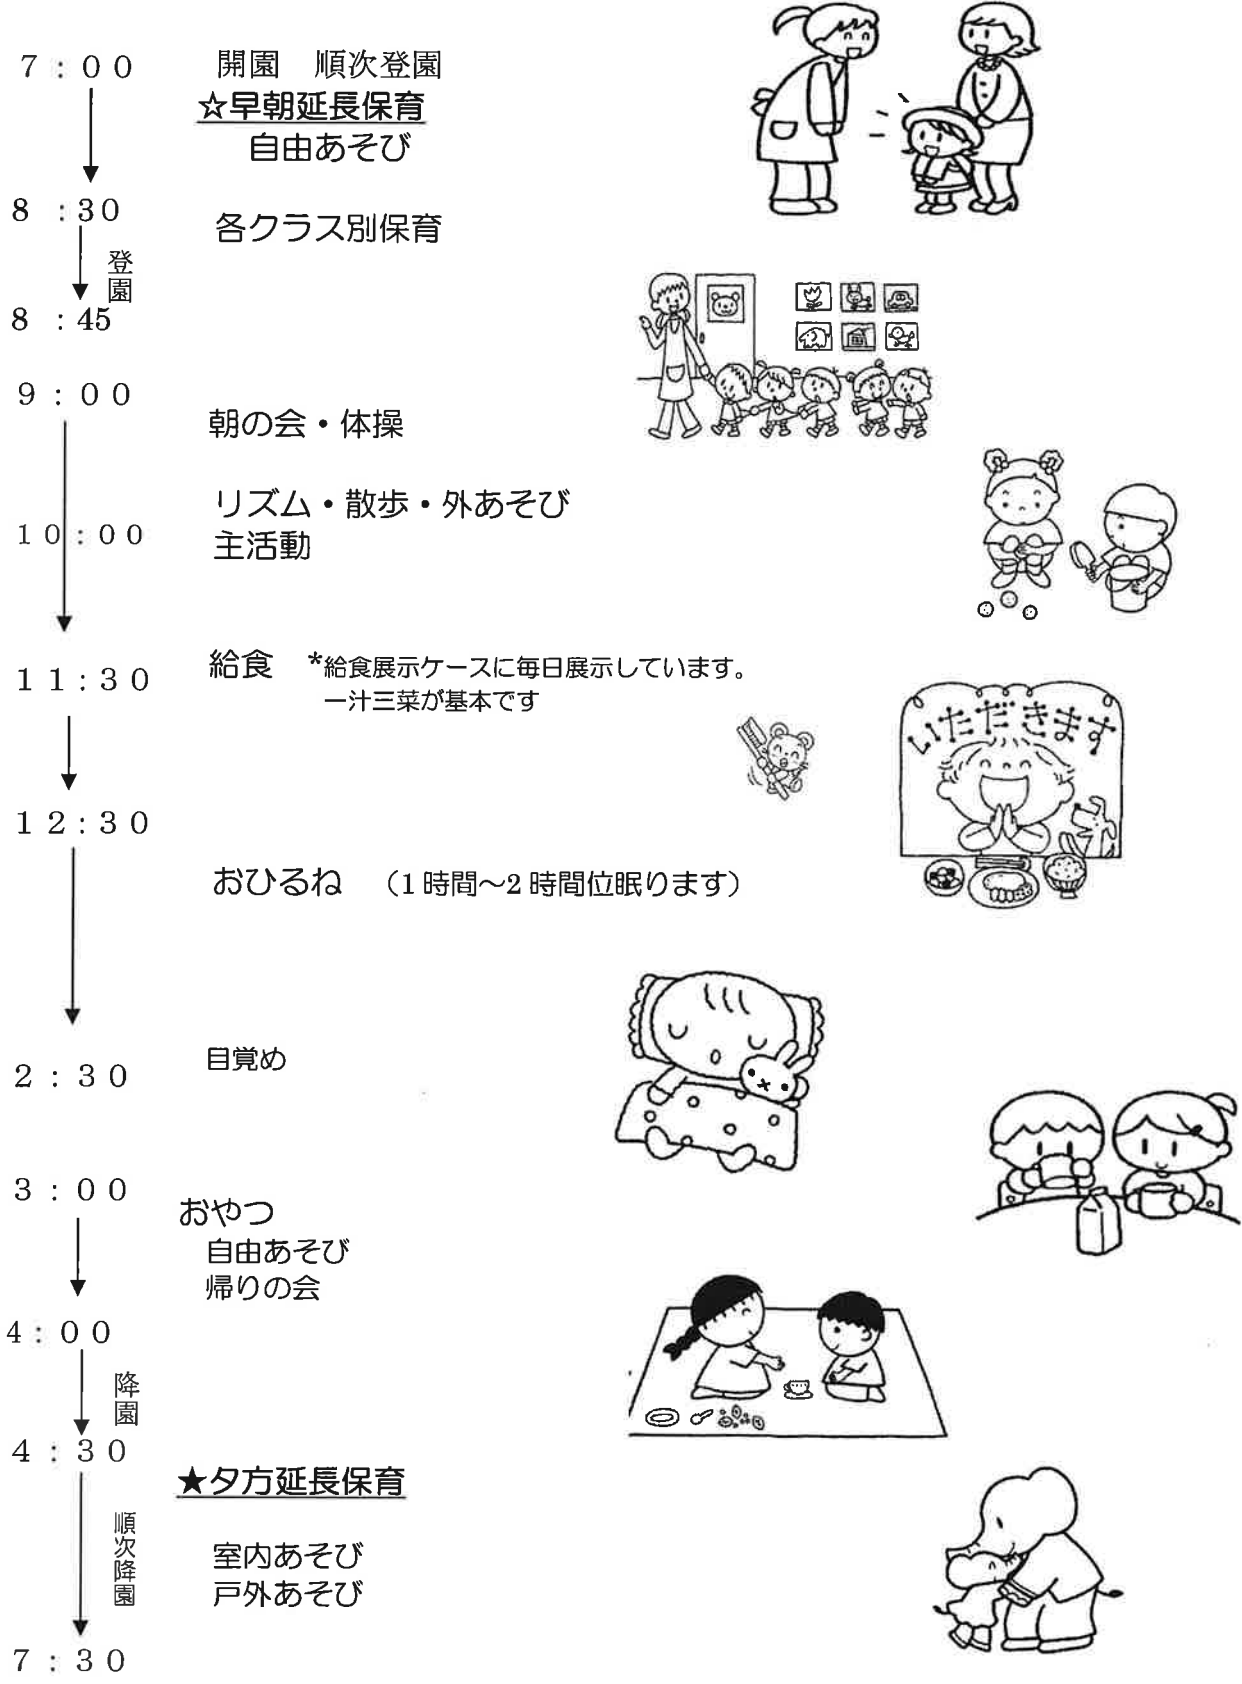 7:00 開園 順次登園
☆早朝延長保育
自由あそび
8:30
各クラス別保育
登園
8:45
9:00
朝の会・体操
リズム・散歩・外あそび
10:00 主活動
11:30 給食 *給食展示ケースに毎日展示しています。
一汁三菜が基本です
いただきます
12:30
おひるね （1時間～2時間位眠ります）
2:30 目覚め
3:00
おやつ
自由あそび
帰りの会
4:00
降園
4:30
★夕方延長保育
順次降園
室内あそび
戸外あそび
7:30